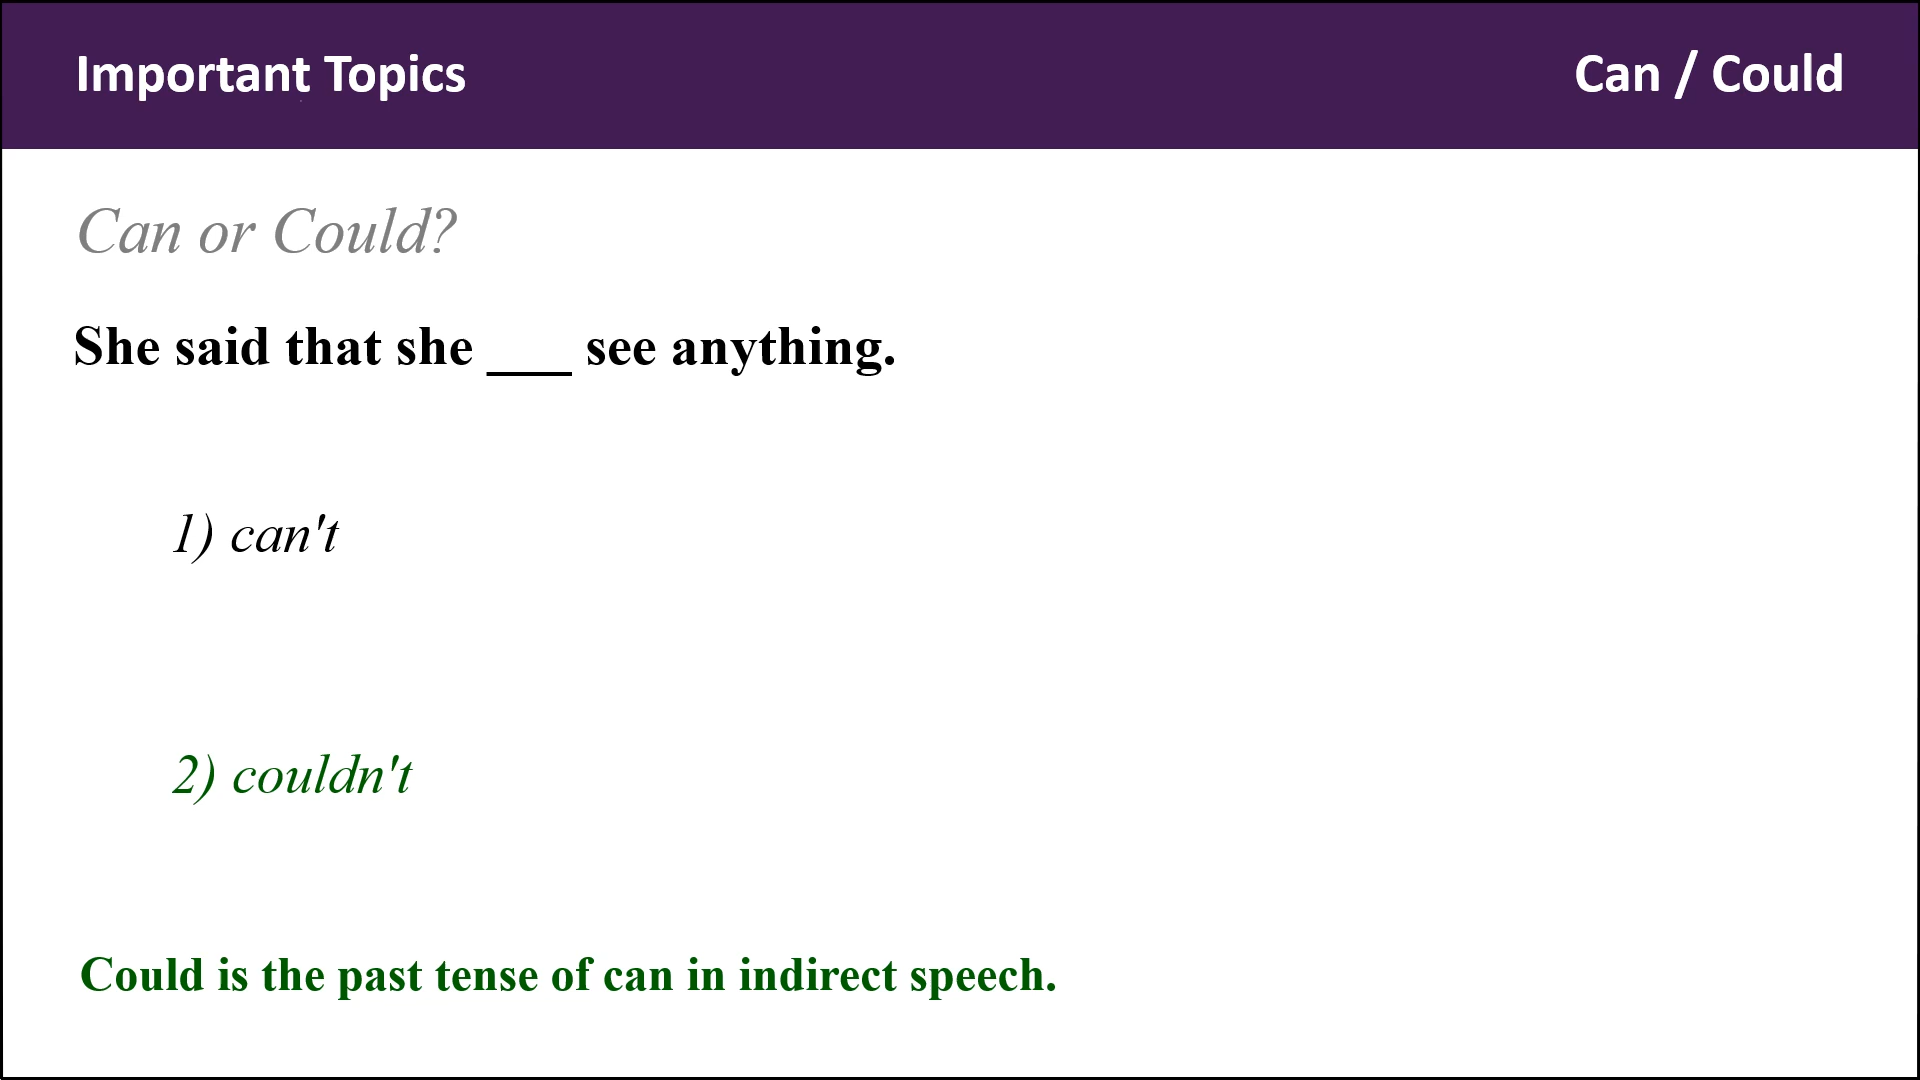 Important Topics
Can / Could
Can or Could?
She said that she ___ see anything.
1) can't
2) couldn't
Could is the past tense of can in indirect speech.